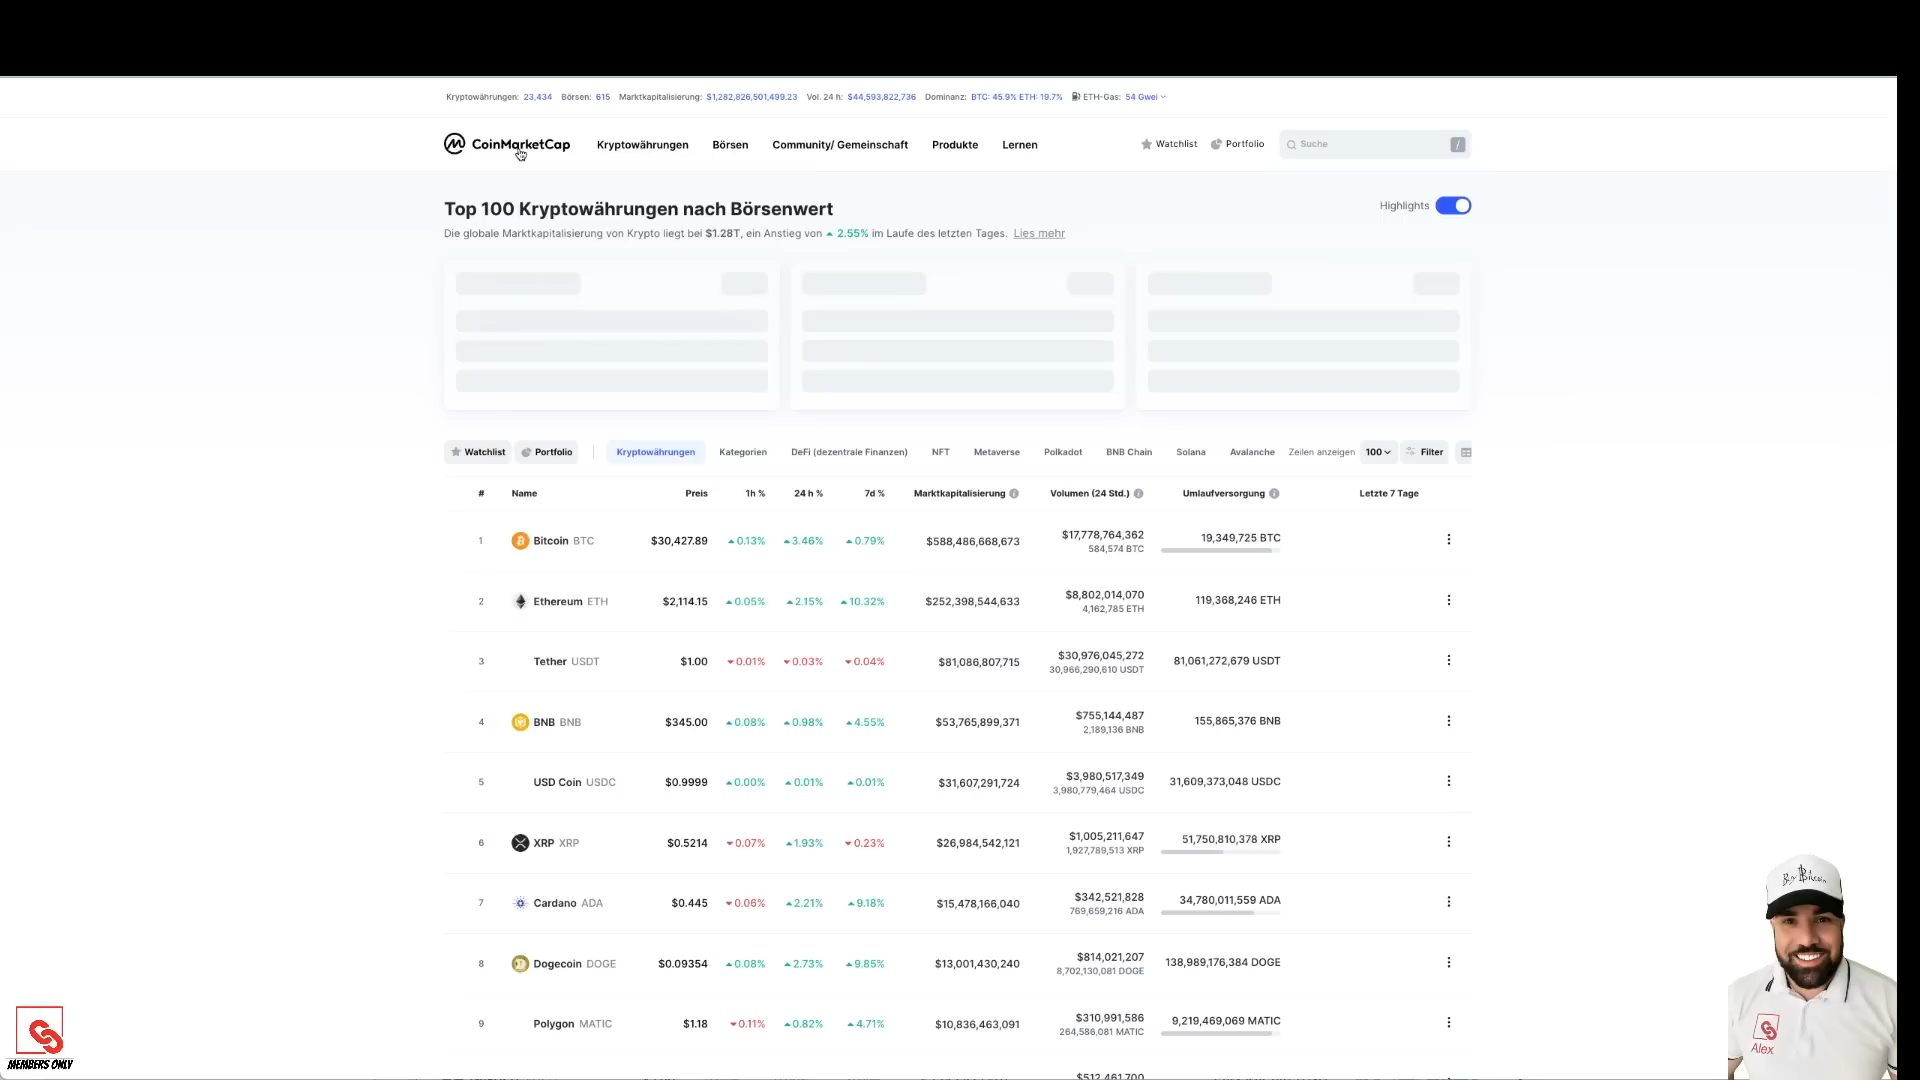 Kryptowährungen: 23,434 Börsen: 615 Marktkapitalisierung: $1,282,826,501,499.23 Vol. 24 h: $44,593,822,736 Dominanz: BTC: 45.9% ETH: 19.7% ETH-Gas: 54 Gwei
CoinMarketCap Kryptowährungen Börsen Community/ Gemeinschaft Produkte Lernen Watchlist Portfolio Suche /
Top 100 Kryptowährungen nach Börsenwert Highlights
Die globale Marktkapitalisierung von Krypto liegt bei $1.28T, ein Anstieg von 2.55% im Laufe des letzten Tages. Lies mehr
Watchlist Portfolio Kryptowährungen Kategorien DeFi (dezentrale Finanzen) NFT Metaverse Polkadot BNB Chain Solana Avalanche Zeilen anzeigen 100 Filter
# Name Preis 1h % 24 h % 7d % Marktkapitalisierung Volumen (24 Std.) Umlaufversorgung Letzte 7 Tage
1 Bitcoin BTC $30,427.89 0.13% 3.46% 0.79% $588,486,668,673 $17,778,764,362 19,349,725 BTC
584,574 BTC
2 Ethereum ETH $2,114.15 0.05% 2.15% 10.32% $252,398,544,633 $8,802,014,070 119,368,246 ETH
4,162,785 ETH
3 Tether USDT $1.00 0.01% 0.03% 0.04% $81,086,807,715 $30,976,045,272 81,061,272,679 USDT
30,966,290,610 USDT
4 BNB BNB $345.00 0.08% 0.98% 4.55% $53,765,899,371 $755,144,487 155,865,376 BNB
2,189,136 BNB
5 USD Coin USDC $0.9999 0.00% 0.01% 0.01% $31,607,291,724 $3,980,517,349 31,609,373,048 USDC
3,980,779,464 USDC
6 XRP XRP $0.5214 0.07% 1.93% 0.23% $26,984,542,121 $1,005,211,647 51,750,810,378 XRP
1,927,789,513 XRP
7 Cardano ADA $0.445 0.06% 2.21% 9.18% $15,478,166,040 $342,521,828 34,780,011,559 ADA
769,659,216 ADA
8 Dogecoin DOGE $0.09354 0.08% 2.73% 9.85% $13,001,430,240 $814,021,207 138,989,176,384 DOGE
8,702,130,081 DOGE
9 Polygon MATIC $1.18 0.11% 0.82% 4.71% $10,836,463,091 $310,991,586 9,219,469,069 MATIC
264,586,081 MATIC
$512,461,700
Alex
MEMBERS ONLY